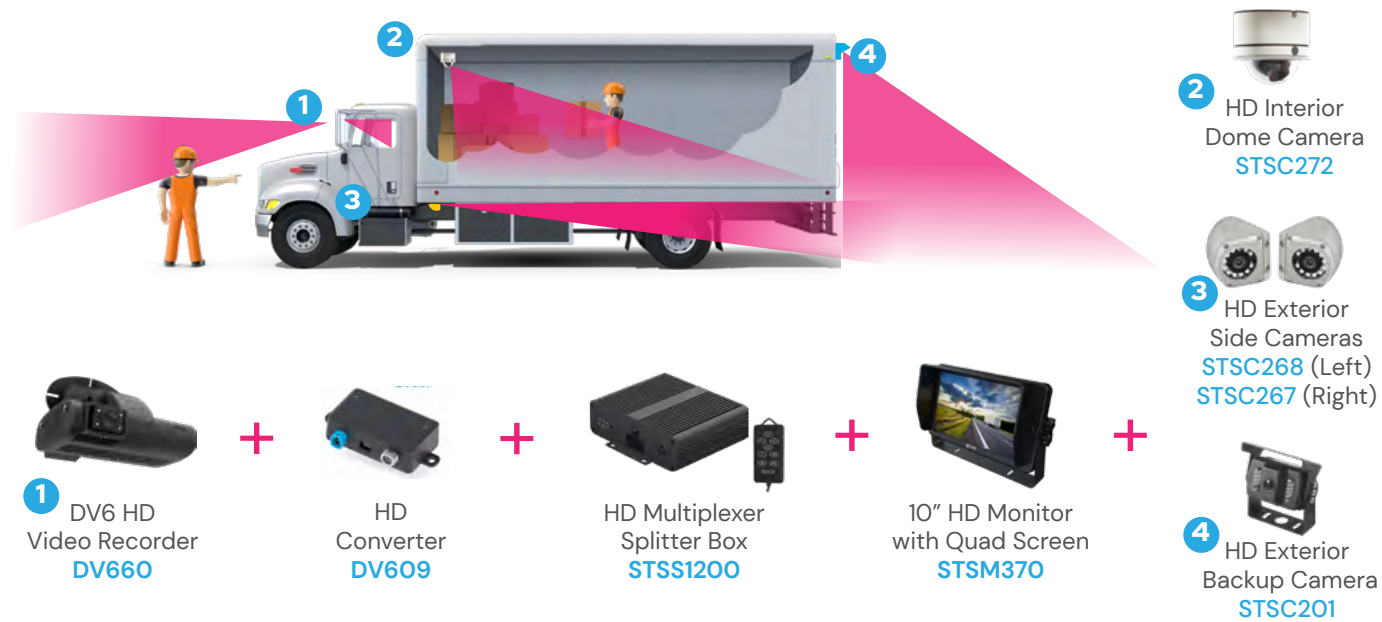 2
4
1
3
2
HD Interior
Dome Camera
STSC272
3
HD Exterior
Side Cameras
STSC268 (Left)
STSC267 (Right)
+
+
+
+
1
DV6 HD
Video Recorder
DV660
HD
Converter
DV609
HD Multiplexer
Splitter Box
STSS1200
10” HD Monitor
with Quad Screen
STSM370
4
HD Exterior
Backup Camera
STSC201